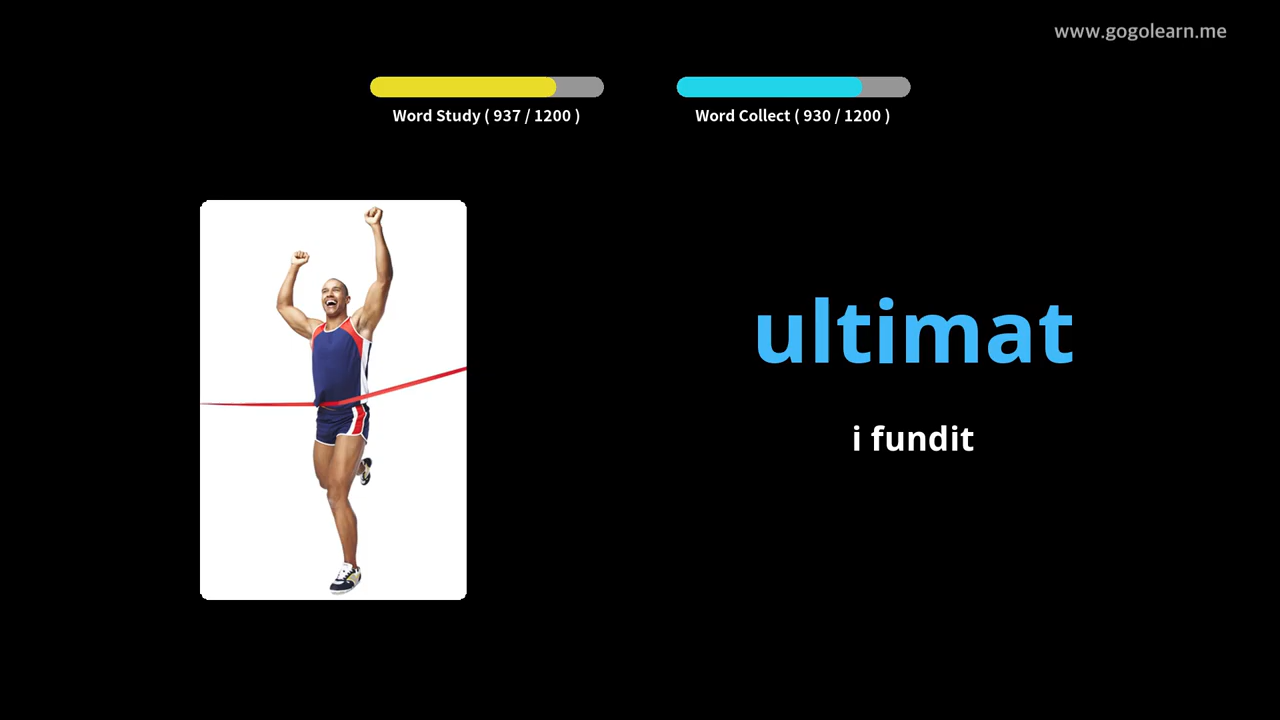 www.gogolearn.me
Word Study ( 937 / 1200 )
Word Collect ( 930 / 1200 )
ultimat
i fundit